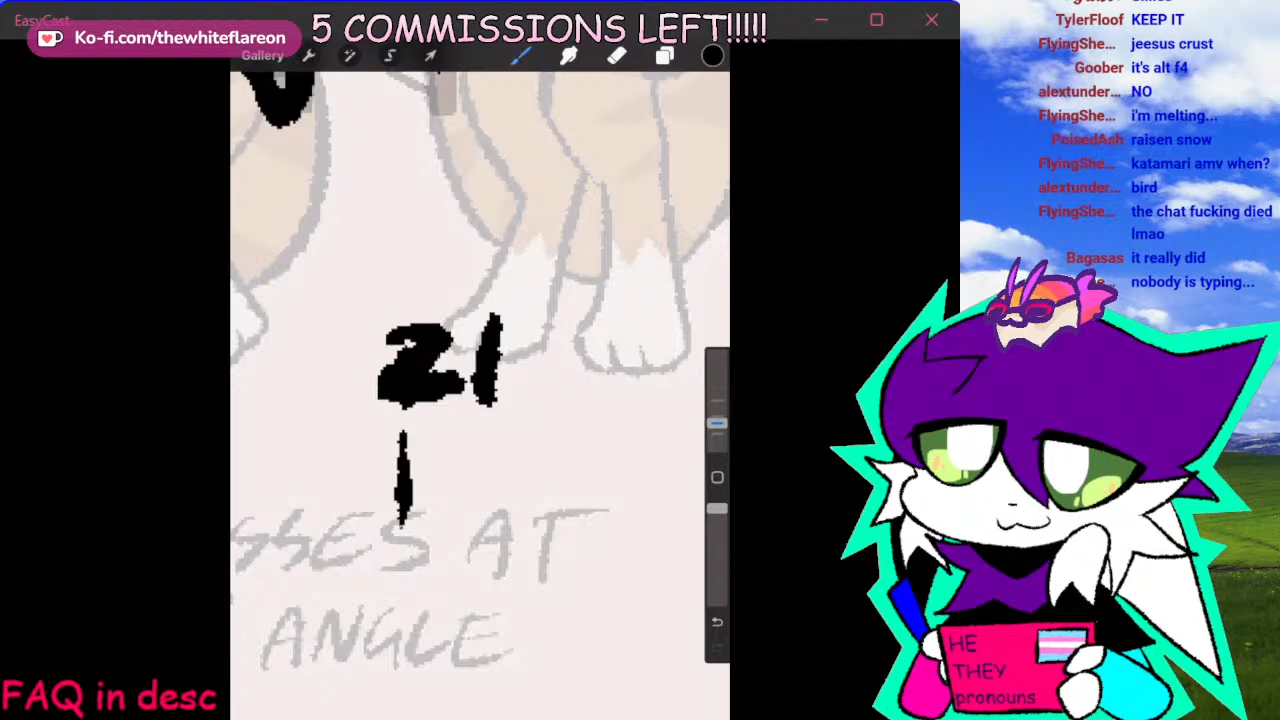 EasyCast
Ko-fi.com/thewhiteflareon
5 COMMISSIONS LEFT!!!!!
Gallery
21
SSES AT
ANGLE
FAQ in desc
TylerFloof KEEP IT
FlyingShe... jeesus crust
Goober it's alt f4
alextunder... NO
FlyingShe... i'm melting...
PoisedAsh raisen snow
FlyingShe... katamari amv when?
alextunder... bird
FlyingShe... the chat fucking died
lmao
Bagasas it really did
nobody is typing...
HE
THEY
pronouns